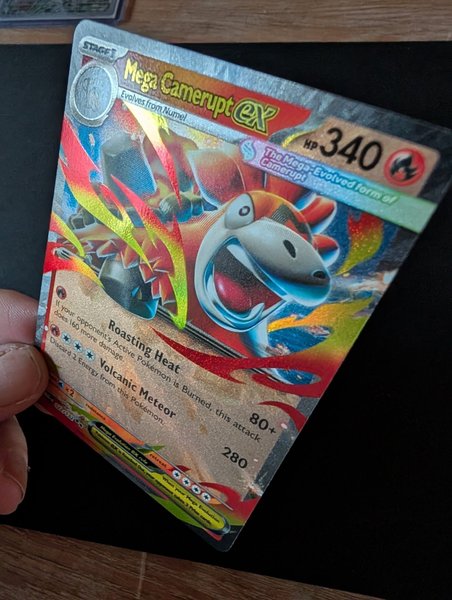 STAGE 1
Mega Camerupt ex
Evolves from Numel
HP 340
The Mega-Evolved form of
Camerupt
Roasting Heat
80+
If your opponent's Active Pokémon is Burned, this attack
does 160 more damage.
Volcanic Meteor
280
Discard 2 Energy from this Pokémon.